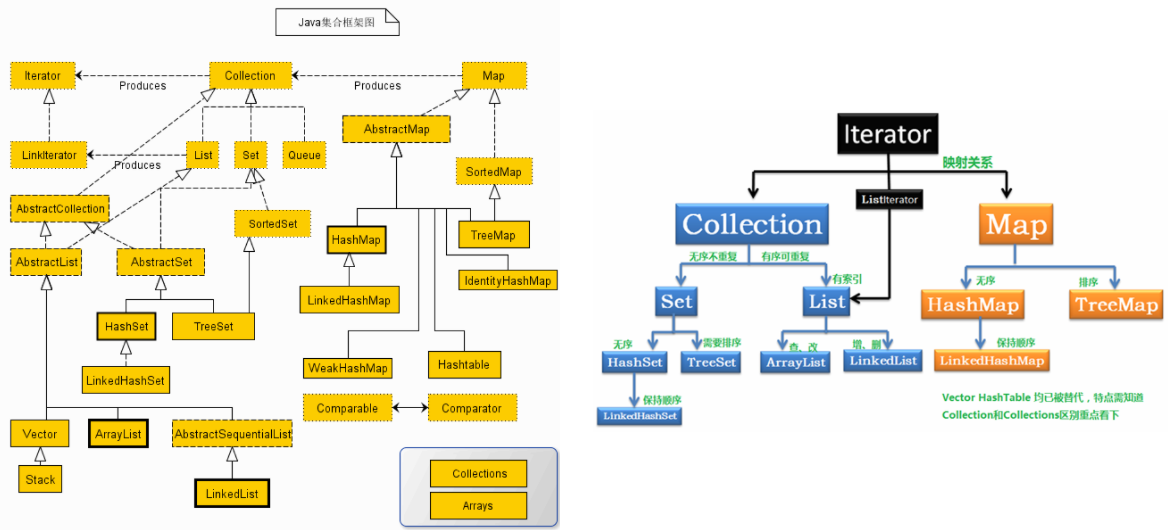 Java集合框架图
Iterator
Produces
Collection
Produces
Map
LinkIterator
Produces
List
Set
Queue
AbstractMap
SortedMap
AbstractCollection
SortedSet
AbstractList
AbstractSet
HashMap
TreeMap
IdentityHashMap
LinkedHashMap
HashSet
TreeSet
WeakHashMap
Hashtable
LinkedHashSet
Comparable
Comparator
Vector
ArrayList
AbstractSequentialList
Stack
LinkedList
Collections
Arrays
Iterator
映射关系
ListIterator
Collection
Map
无序不重复
有序可重复
有索引
无序
排序
Set
List
HashMap
TreeMap
无序
需要排序
查、改
增、删
保持顺序
HashSet
TreeSet
ArrayList
LinkedList
LinkedHashMap
保持顺序
LinkedHashSet
Vector HashTable 均已被替代，特点需知道
Collection和Collections区别重点看下